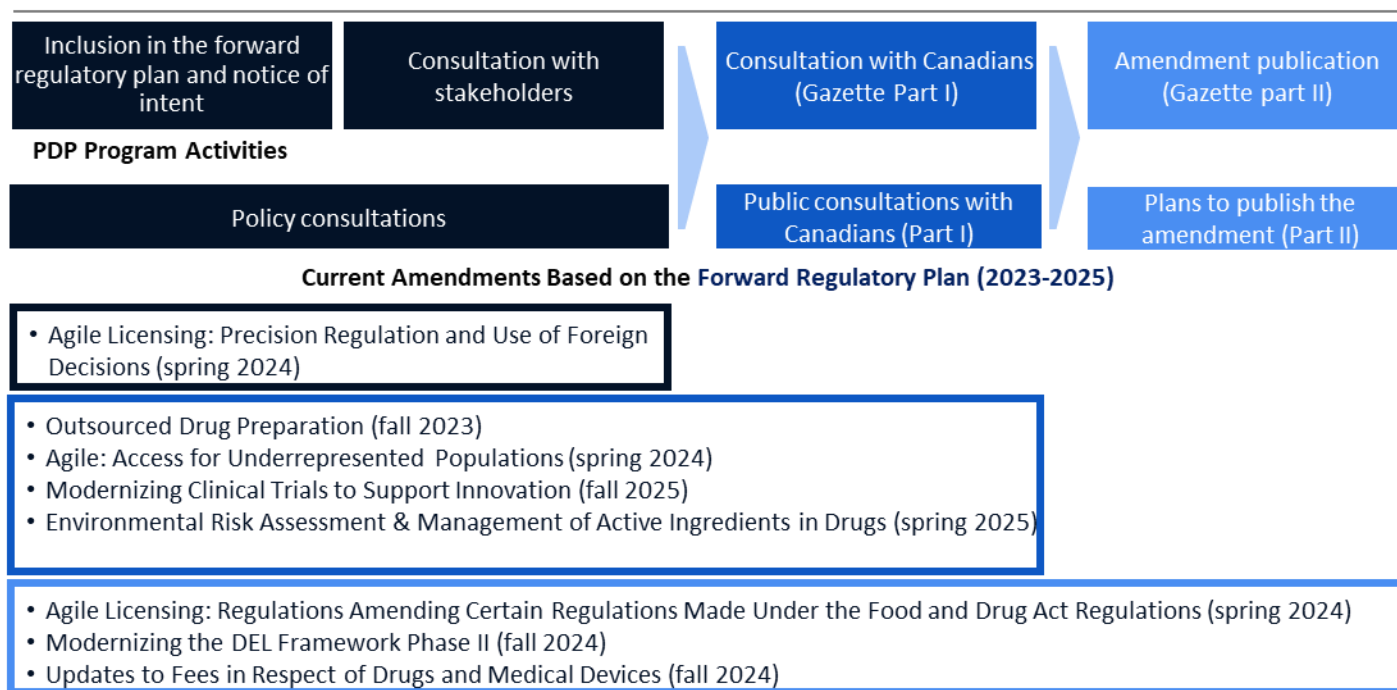 Inclusion in the forward
regulatory plan and notice of
intent
Consultation with
stakeholders
Consultation with Canadians
(Gazette Part I)
Amendment publication
(Gazette part II)
PDP Program Activities
Policy consultations
Public consultations with
Canadians (Part I)
Plans to publish the
amendment (Part II)
Current Amendments Based on the Forward Regulatory Plan (2023-2025)
• Agile Licensing: Precision Regulation and Use of Foreign
Decisions (spring 2024)
• Outsourced Drug Preparation (fall 2023)
• Agile: Access for Underrepresented Populations (spring 2024)
• Modernizing Clinical Trials to Support Innovation (fall 2025)
• Environmental Risk Assessment & Management of Active Ingredients in Drugs (spring 2025)
• Agile Licensing: Regulations Amending Certain Regulations Made Under the Food and Drug Act Regulations (spring 2024)
• Modernizing the DEL Framework Phase II (fall 2024)
• Updates to Fees in Respect of Drugs and Medical Devices (fall 2024)